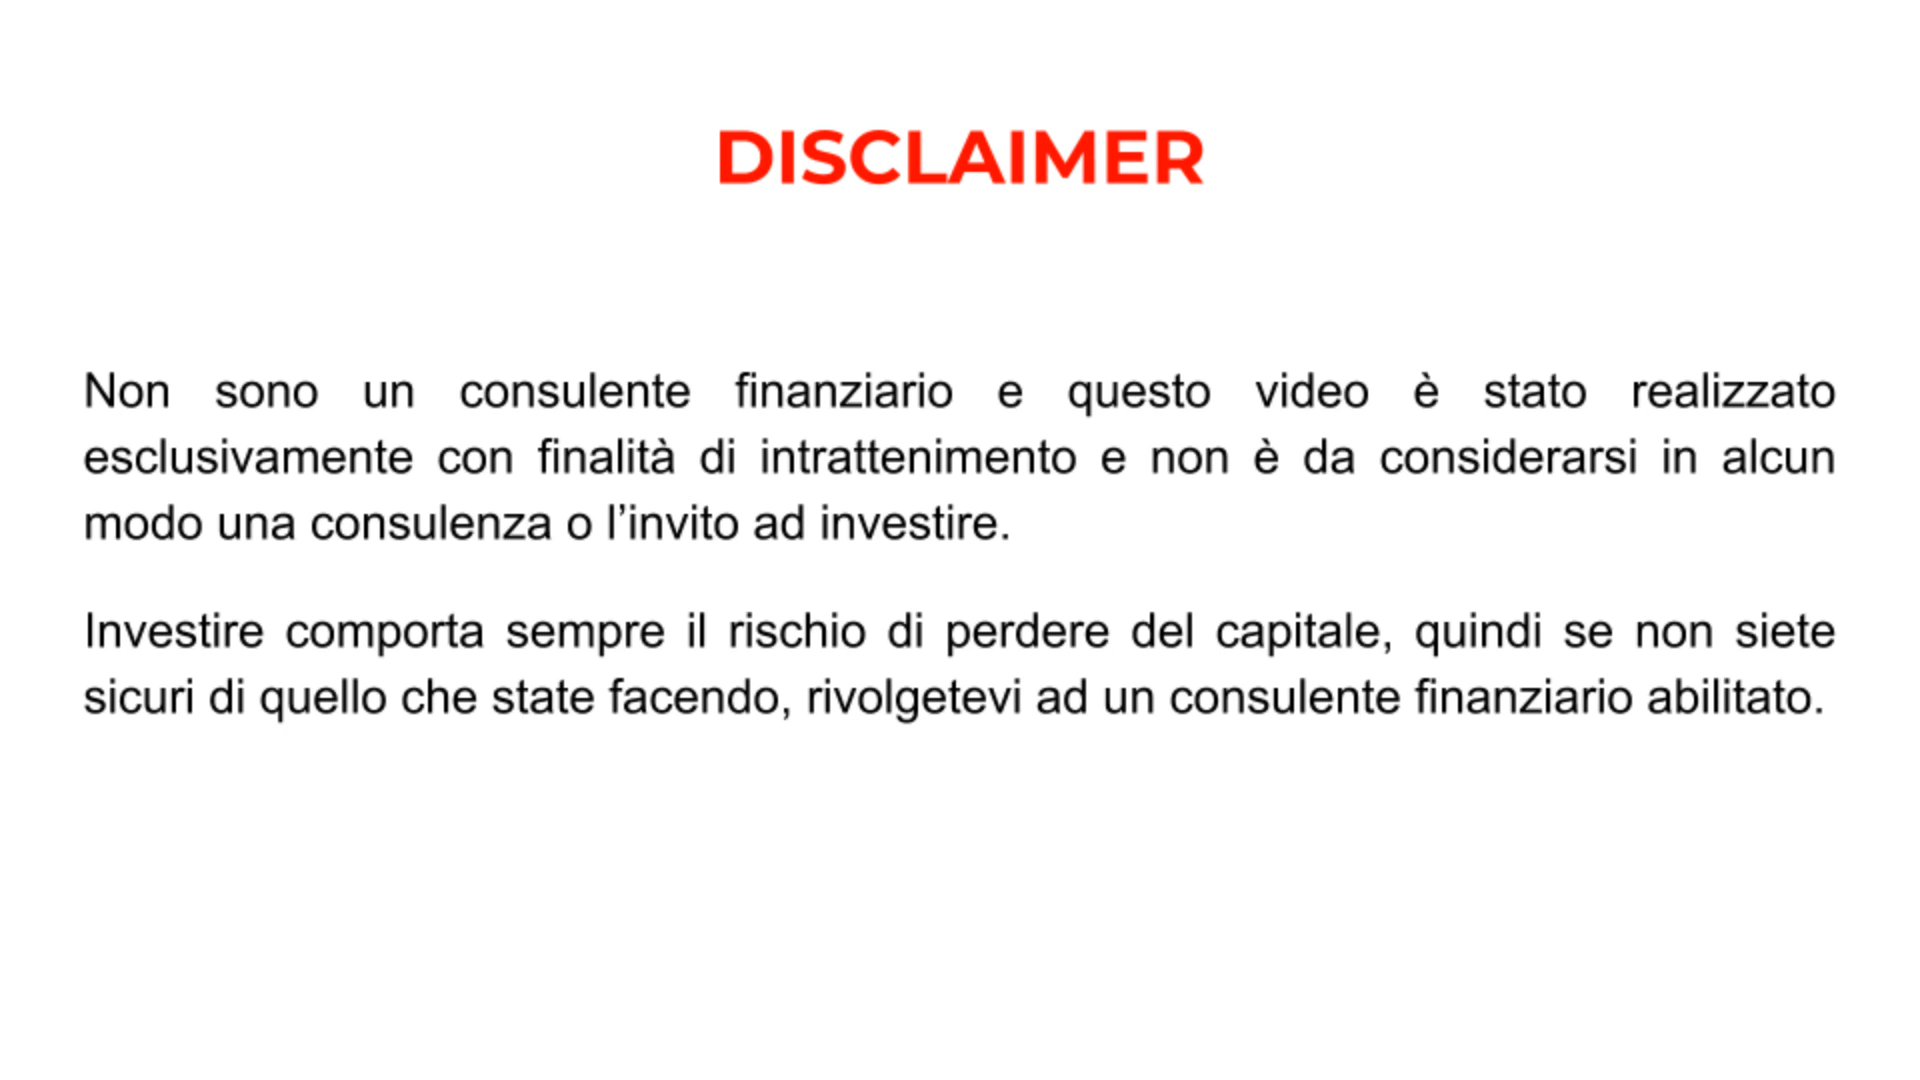 DISCLAIMER
Non sono un consulente finanziario e questo video è stato realizzato
esclusivamente con finalità di intrattenimento e non è da considerarsi in alcun
modo una consulenza o l’invito ad investire.
Investire comporta sempre il rischio di perdere del capitale, quindi se non siete
sicuri di quello che state facendo, rivolgetevi ad un consulente finanziario abilitato.